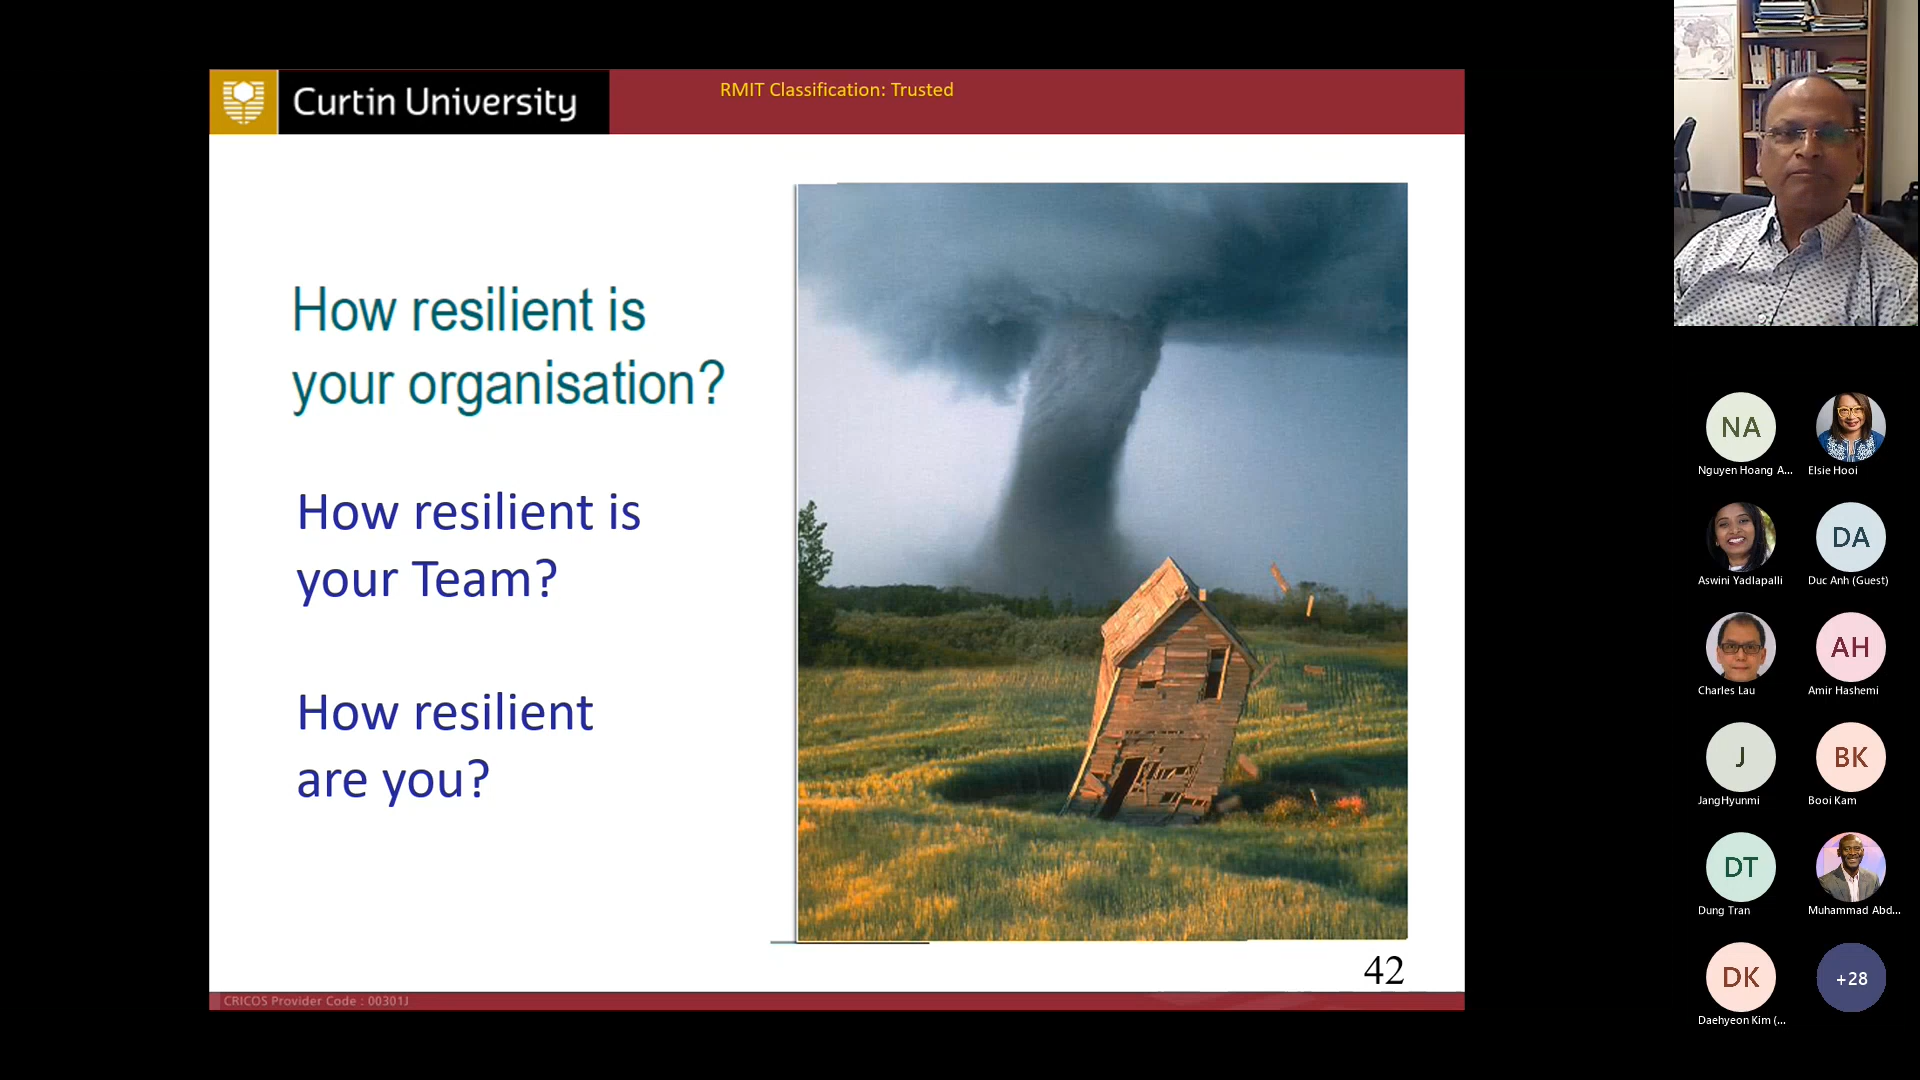 Curtin University
RMIT Classification: Trusted
How resilient is
your organisation?
How resilient is
your Team?
How resilient
are you?
42
CRICOS Provider Code : 00301J
NA
Nguyen Hoang A...
Elsie Hooi
Aswini Yadlapalli
DA
Duc Anh (Guest)
Charles Lau
AH
Amir Hashemi
J
JangHyunmi
BK
Booi Kam
DT
Dung Tran
Muhammad Abd...
DK
Daehyeon Kim (...
+28